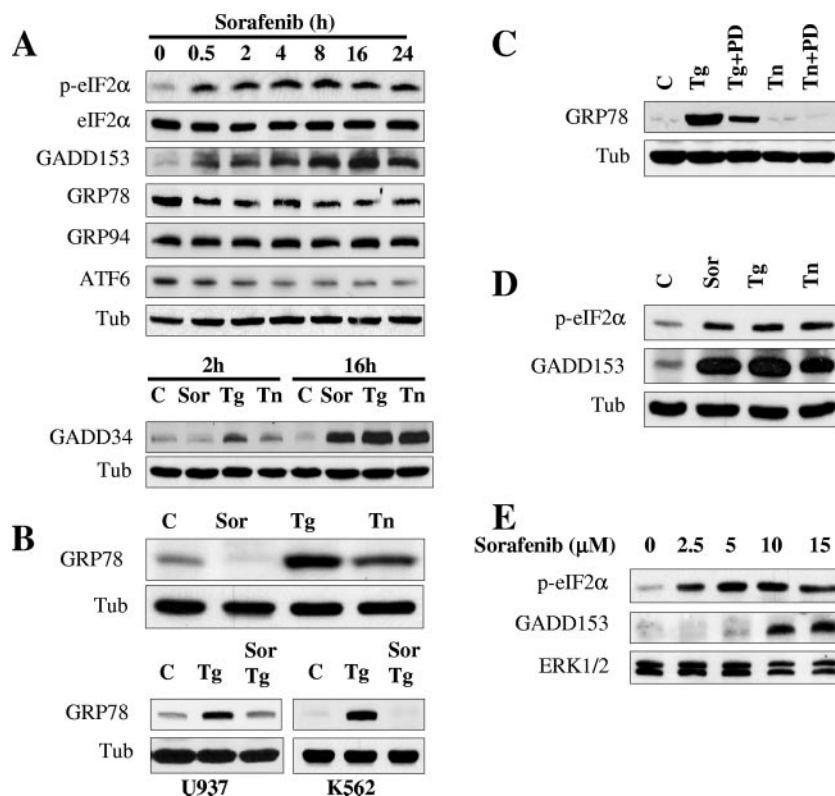 A
Sorafenib (h)
0 0.5 2 4 8 16 24
p-eIF2α
eIF2α
GADD153
GRP78
GRP94
ATF6
Tub
2h 16h
C Sor Tg Tn C Sor Tg Tn
GADD34
Tub
B
C Sor Tg Tn
GRP78
Tub
C Tg Sor Tg C Tg Sor Tg
GRP78
Tub
U937 K562
C
C Tg Tg+PD Tn Tn+PD
GRP78
Tub
D
C Sor Tg Tn
p-eIF2α
GADD153
Tub
E
Sorafenib (μM) 0 2.5 5 10 15
p-eIF2α
GADD153
ERK1/2